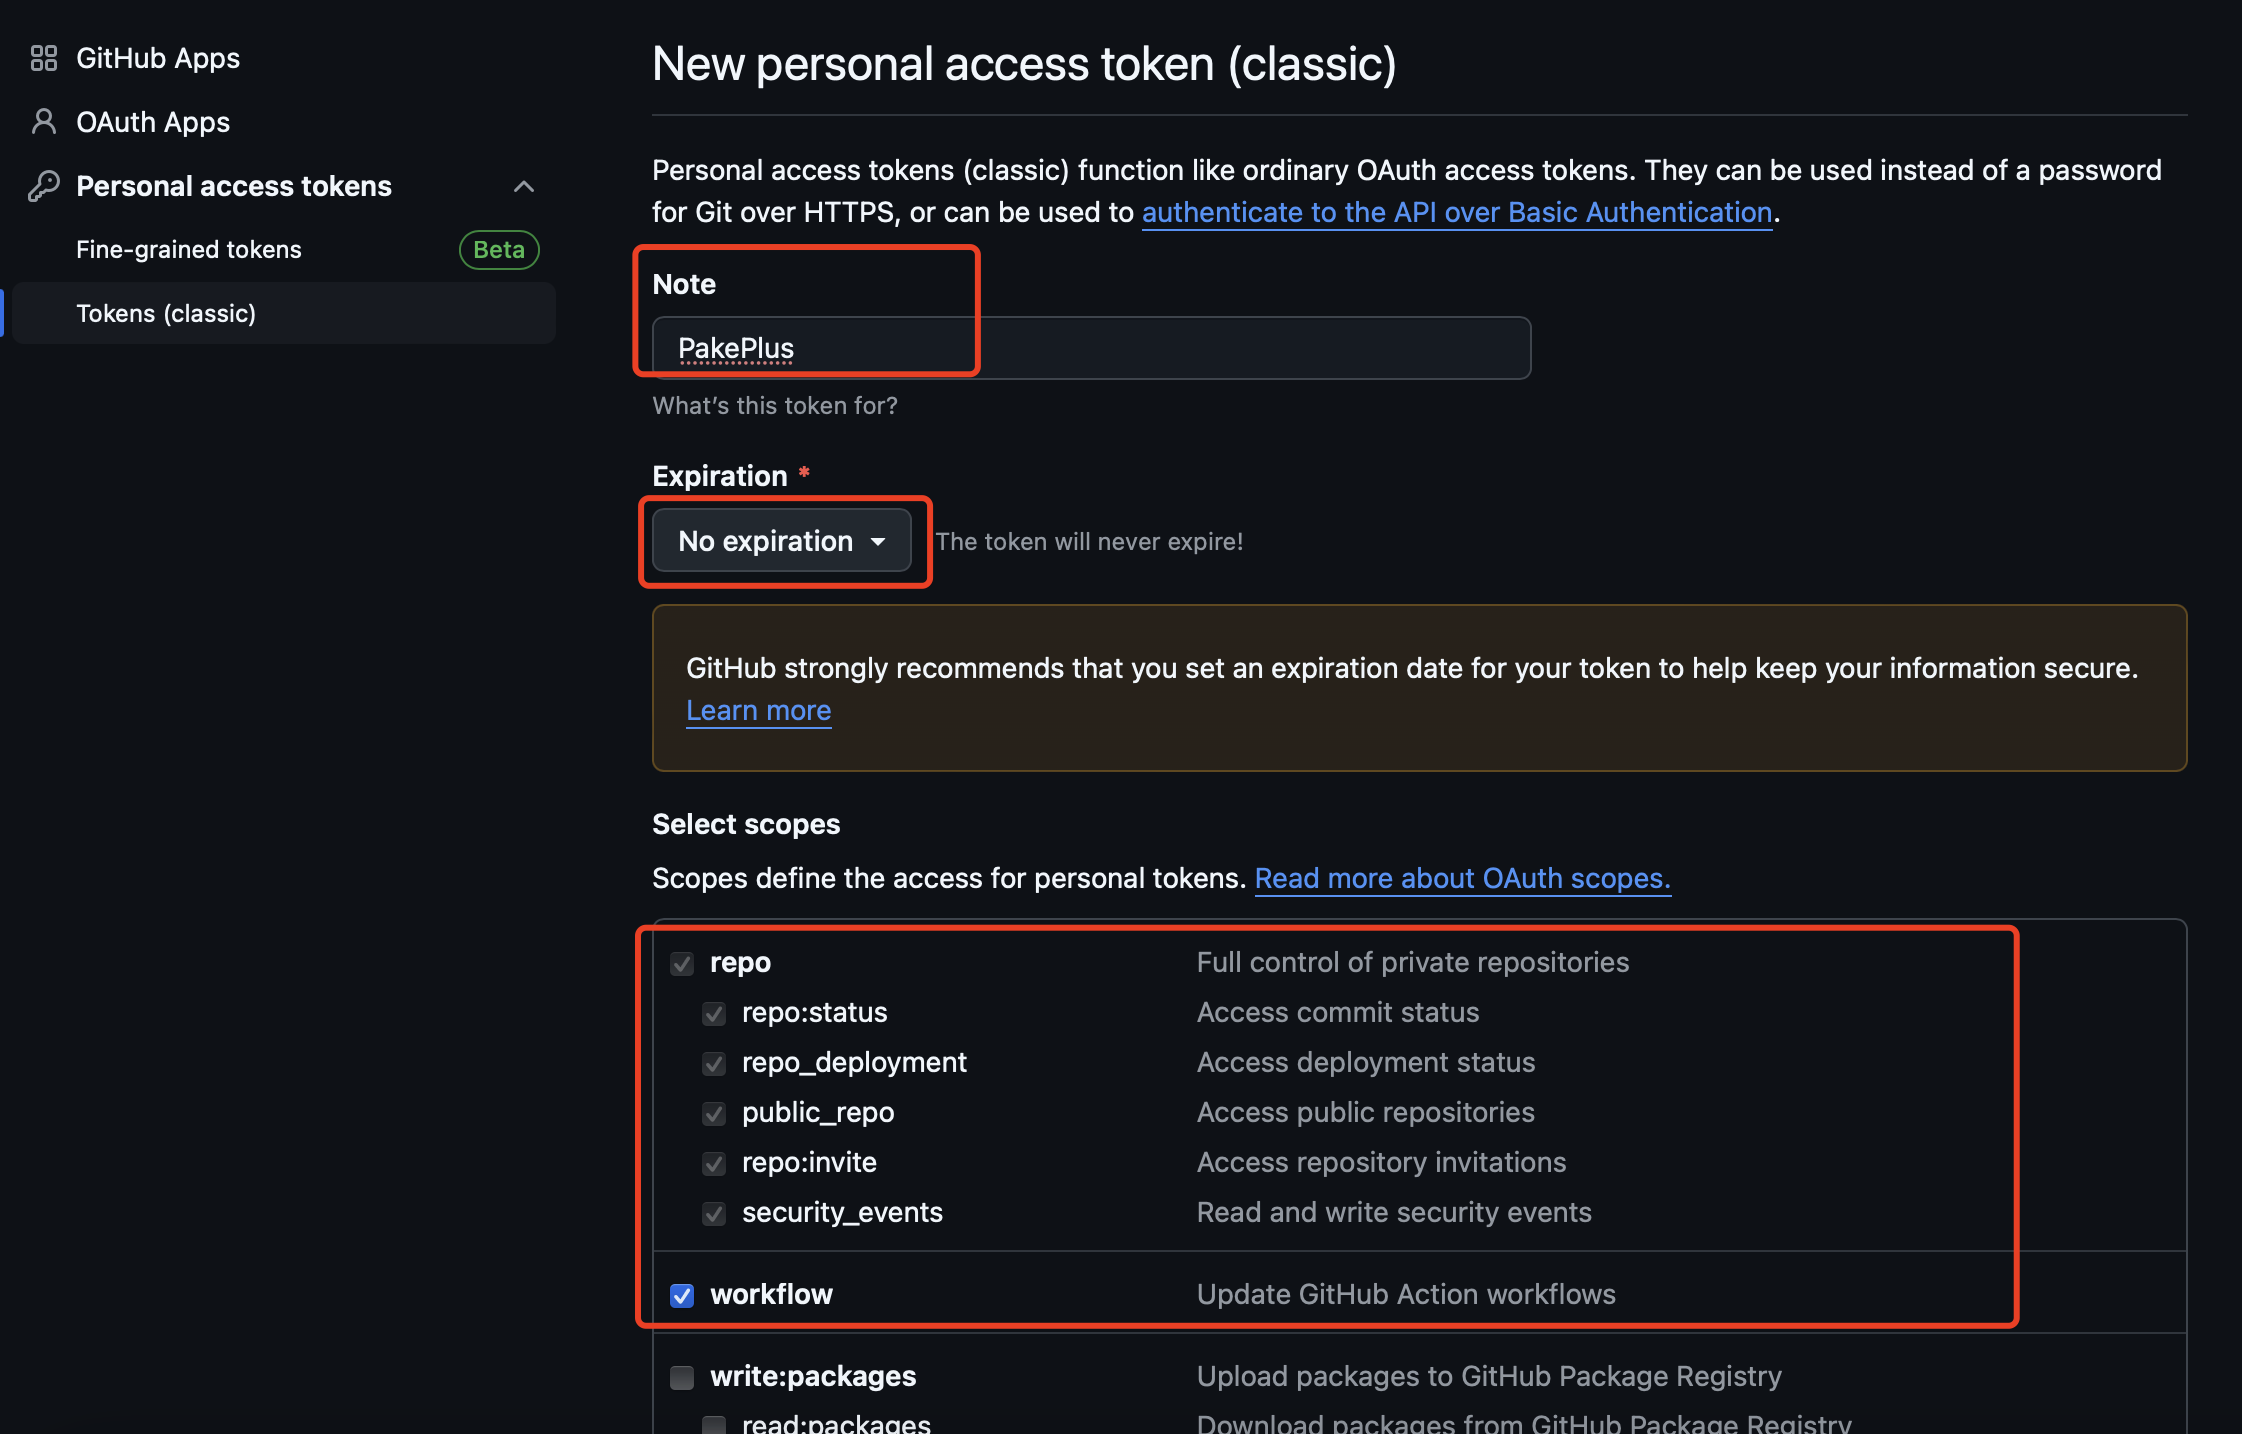 GitHub Apps
OAuth Apps
Personal access tokens
Fine-grained tokens
Beta
Tokens (classic)
New personal access token (classic)
Personal access tokens (classic) function like ordinary OAuth access tokens. They can be used instead of a password
for Git over HTTPS, or can be used to authenticate to the API over Basic Authentication.
Note
PakePlus
What's this token for?
Expiration *
No expiration
The token will never expire!
GitHub strongly recommends that you set an expiration date for your token to help keep your information secure.
Learn more
Select scopes
Scopes define the access for personal tokens. Read more about OAuth scopes.
repo Full control of private repositories
repo:status Access commit status
repo_deployment Access deployment status
public_repo Access public repositories
repo:invite Access repository invitations
security_events Read and write security events
workflow Update GitHub Action workflows
write:packages Upload packages to GitHub Package Registry
read:packages Download packages from GitHub Package Registry